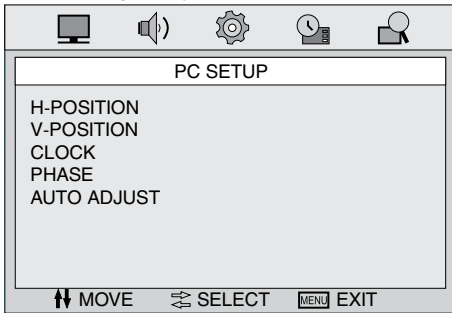 PC SETUP
H-POSITION
V-POSITION
CLOCK
PHASE
AUTO ADJUST
MOVE SELECT MENU EXIT